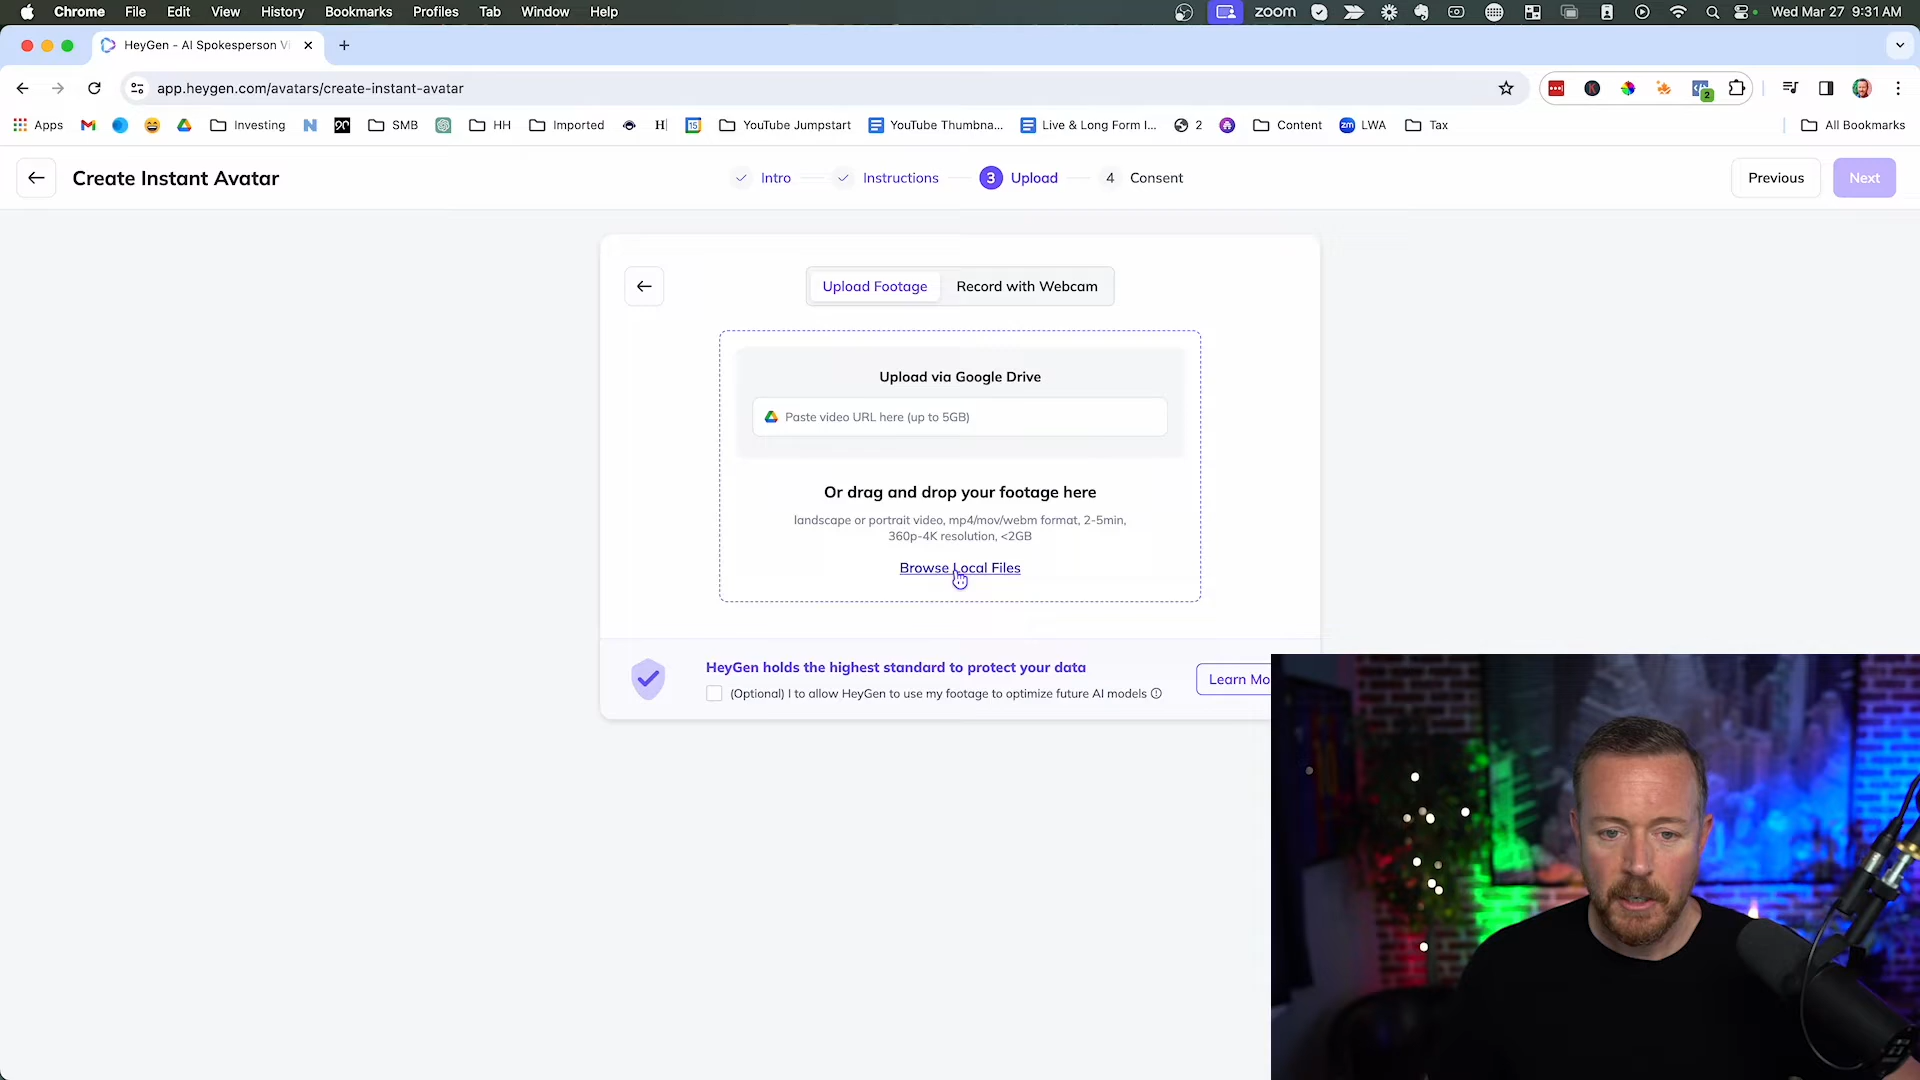 Chrome File Edit View History Bookmarks Profiles Tab Window Help zoom Wed Mar 27 9:31 AM
HeyGen - AI Spokesperson Vi
app.heygen.com/avatars/create-instant-avatar 2
Apps Investing SMB HH Imported H 15 YouTube Jumpstart YouTube Thumbna... Live & Long Form I... 2 Content zm LWA Tax All Bookmarks
Create Instant Avatar Intro Instructions 3 Upload 4 Consent Previous Next
Upload Footage Record with Webcam
Upload via Google Drive
Paste video URL here (up to 5GB)
Or drag and drop your footage here
landscape or portrait video, mp4/mov/webm format, 2-5min,
360p-4K resolution, <2GB
Browse Local Files
HeyGen holds the highest standard to protect your data
(Optional) I to allow HeyGen to use my footage to optimize future AI models
Learn Mo